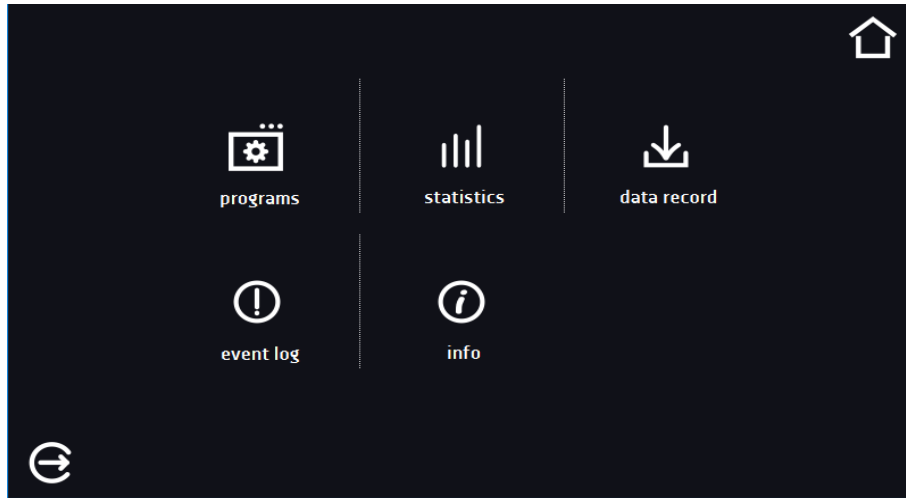 programs
statistics
data record
event log
info